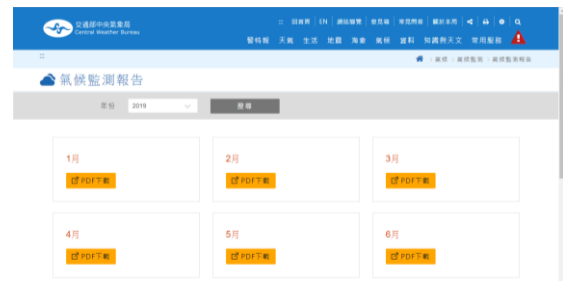 交通部中央氣象局
Central Weather Bureau
:: 回首頁 | EN | 網站導覽 | 意見箱 | 常見問答 | 關於本局
警特報 天氣 生活 地震 海象 氣候 資料 知識與天文 常用服務
::
> 氣候 > 氣候監測 > 氣候監測報告
氣候監測報告
年份 2019 搜尋
1月 2月 3月
PDF下載 PDF下載 PDF下載
4月 5月 6月
PDF下載 PDF下載 PDF下載